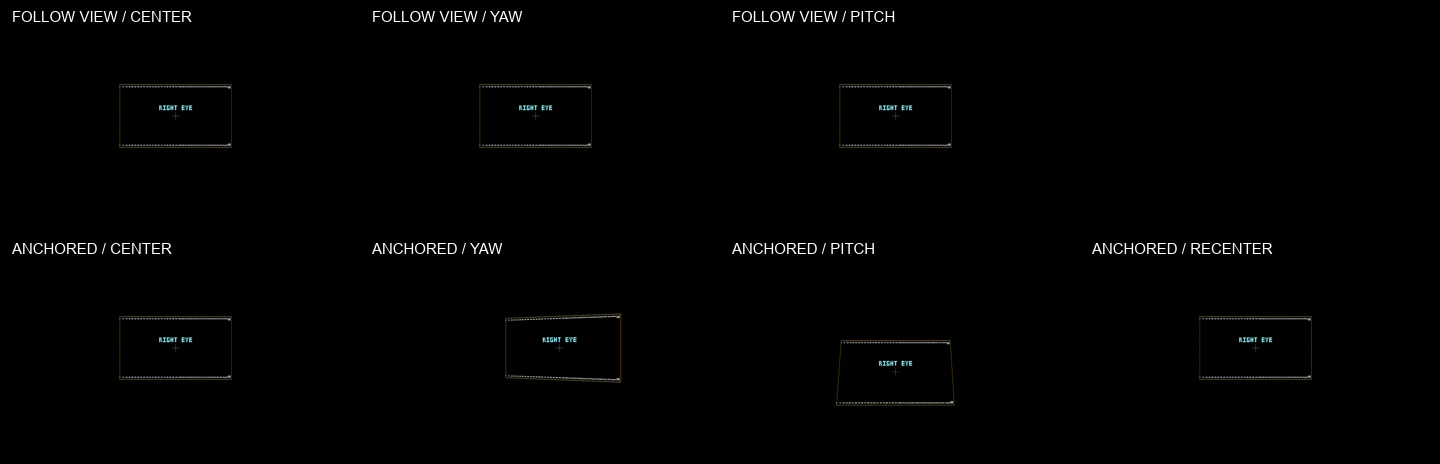 FOLLOW VIEW / CENTER
FOLLOW VIEW / YAW
FOLLOW VIEW / PITCH
RIGHT EYE
RIGHT EYE
RIGHT EYE
ANCHORED / CENTER
ANCHORED / YAW
ANCHORED / PITCH
ANCHORED / RECENTER
RIGHT EYE
RIGHT EYE
RIGHT EYE
RIGHT EYE